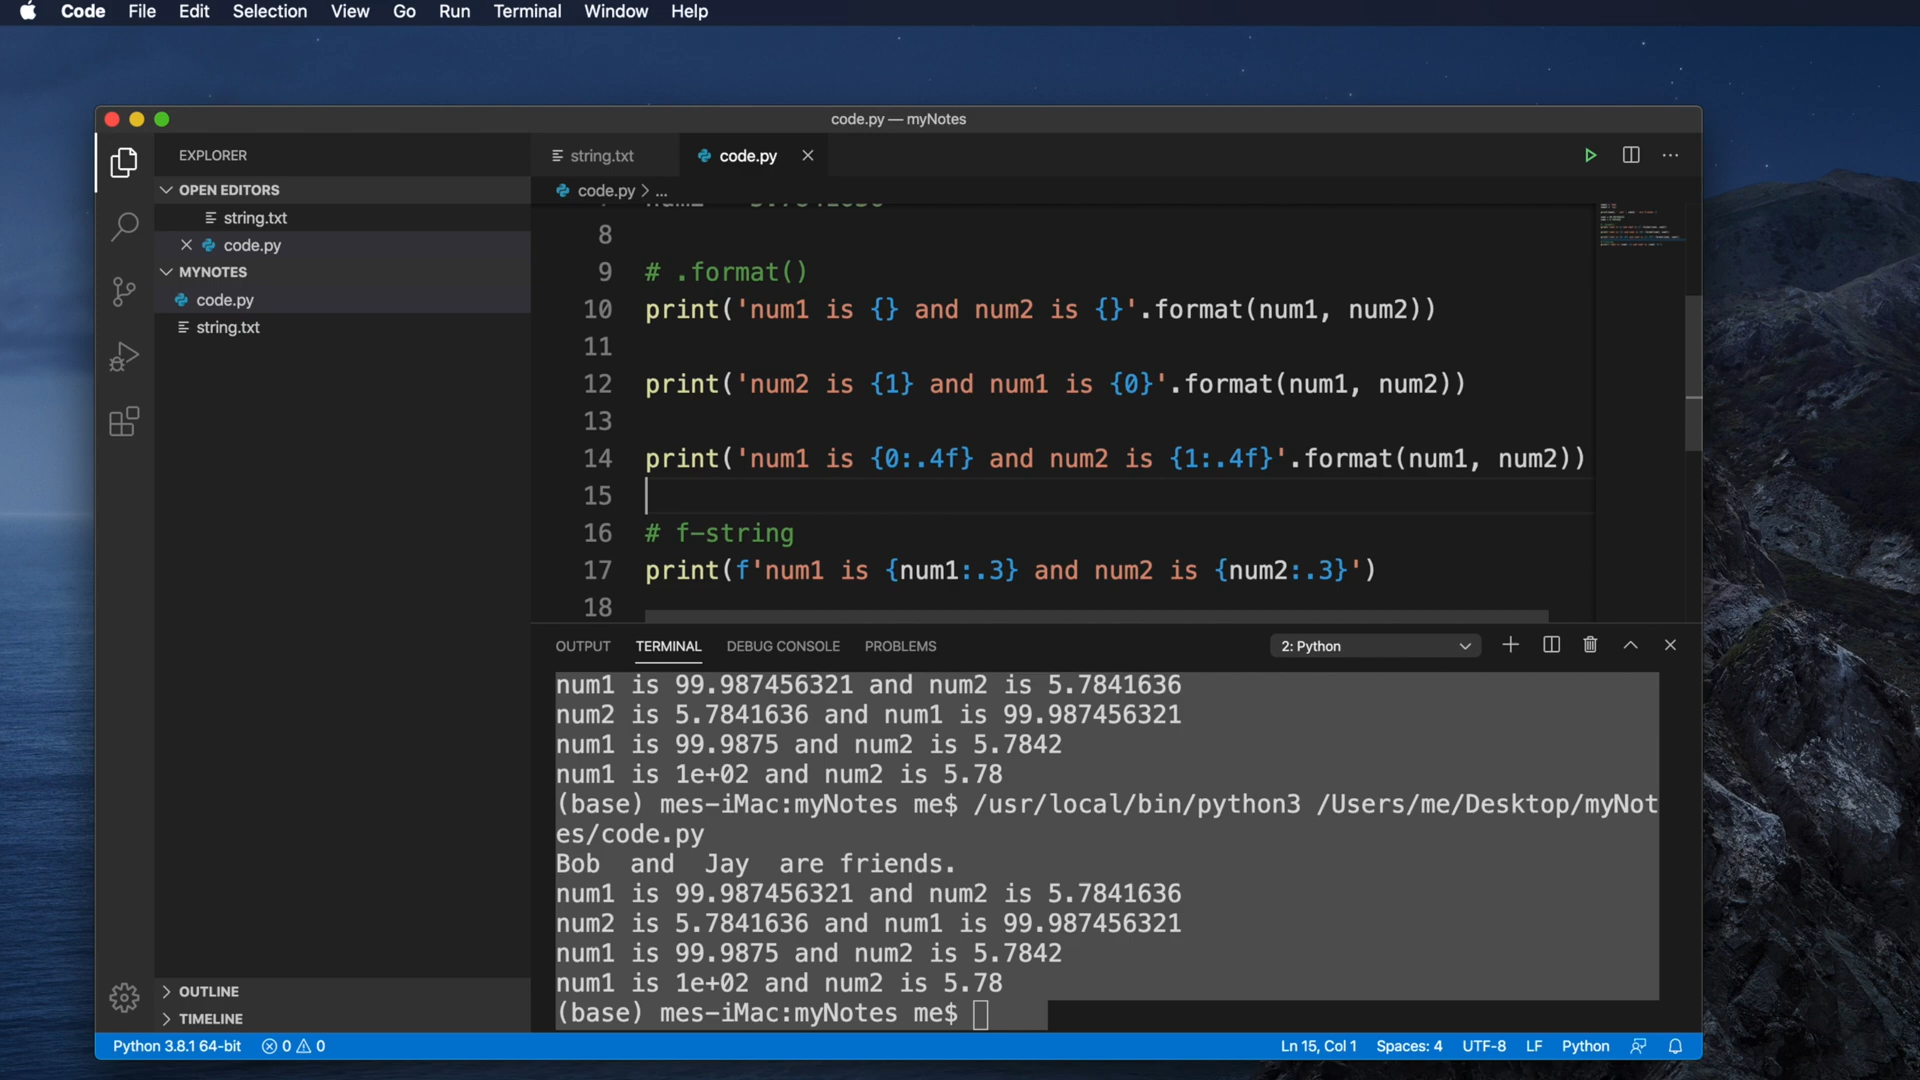 Code File Edit Selection View Go Run Terminal Window Help
code.py — myNotes
EXPLORER
string.txt
code.py
OPEN EDITORS
code.py > ...
string.txt
code.py
MYNOTES
code.py
string.txt
8
9 # .format()
10 print('num1 is {} and num2 is {}'.format(num1, num2))
11
12 print('num2 is {1} and num1 is {0}'.format(num1, num2))
13
14 print('num1 is {0:.4f} and num2 is {1:.4f}'.format(num1, num2))
15
16 # f-string
17 print(f'num1 is {num1:.3} and num2 is {num2:.3}')
18
OUTPUT TERMINAL DEBUG CONSOLE PROBLEMS 2: Python
num1 is 99.987456321 and num2 is 5.7841636
num2 is 5.7841636 and num1 is 99.987456321
num1 is 99.9875 and num2 is 5.7842
num1 is 1e+02 and num2 is 5.78
(base) mes-iMac:myNotes me$ /usr/local/bin/python3 /Users/me/Desktop/myNot
es/code.py
Bob  and  Jay  are friends.
num1 is 99.987456321 and num2 is 5.7841636
num2 is 5.7841636 and num1 is 99.987456321
num1 is 99.9875 and num2 is 5.7842
num1 is 1e+02 and num2 is 5.78
(base) mes-iMac:myNotes me$
OUTLINE
TIMELINE
Python 3.8.1 64-bit 0 0 Ln 15, Col 1 Spaces: 4 UTF-8 LF Python